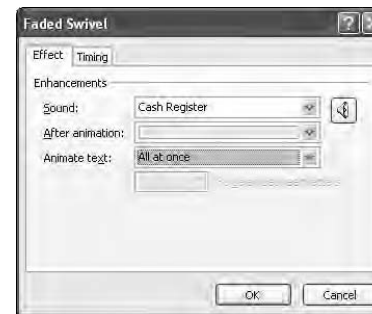 Faded Swivel
Effect Timing
Enhancements
Sound: Cash Register
After animation:
Animate text: All at once
OK Cancel